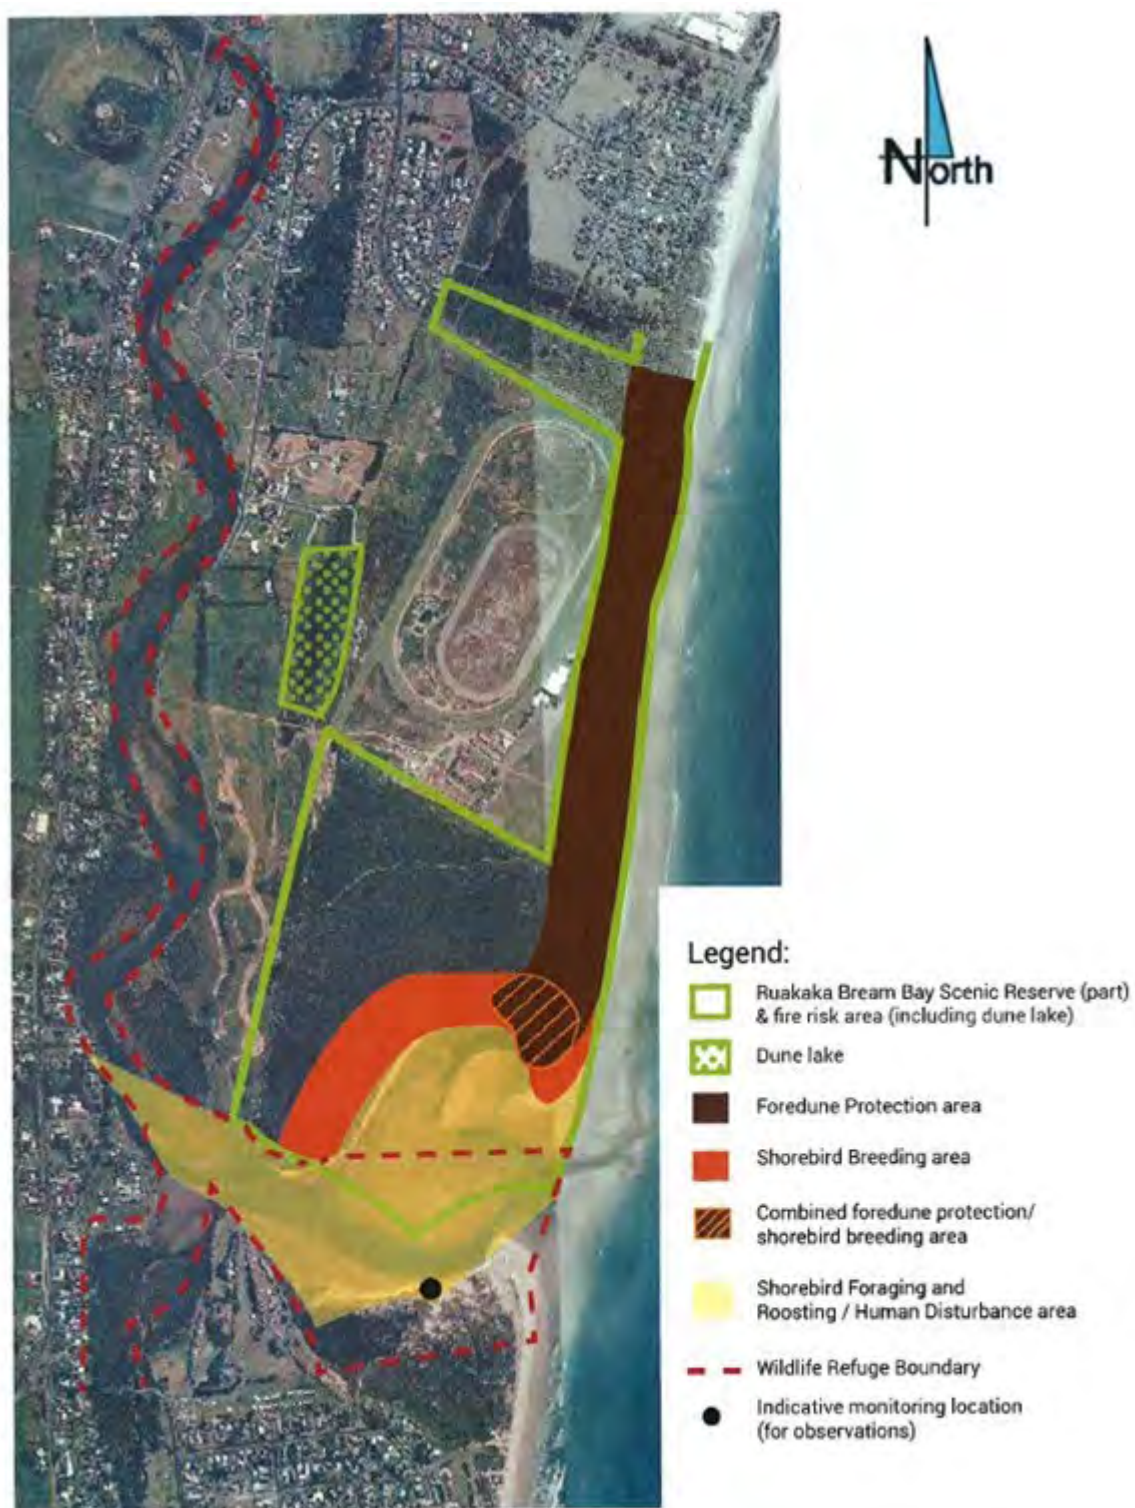 North
Legend:
Ruakaka Bream Bay Scenic Reserve (part)
& fire risk area (including dune lake)
Dune lake
Foredune Protection area
Shorebird Breeding area
Combined foredune protection/
shorebird breeding area
Shorebird Foraging and
Roosting / Human Disturbance area
Wildlife Refuge Boundary
Indicative monitoring location
(for observations)